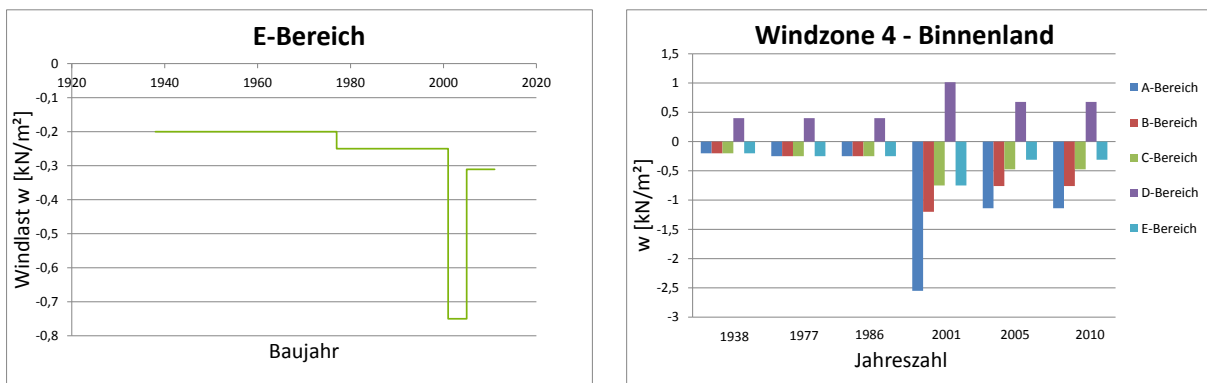 E-Bereich
0
1920 1940 1960 1980 2000 2020
-0,1
-0,2
-0,3
-0,4
-0,5
-0,6
-0,7
-0,8
Windlast w [kN/m²]
Baujahr
Windzone 4 - Binnenland
1,5
1
0,5
0
-0,5
-1
-1,5
-2
-2,5
-3
w [kN/m²]
1938 1977 1986 2001 2005 2010
Jahreszahl
A-Bereich
B-Bereich
C-Bereich
D-Bereich
E-Bereich